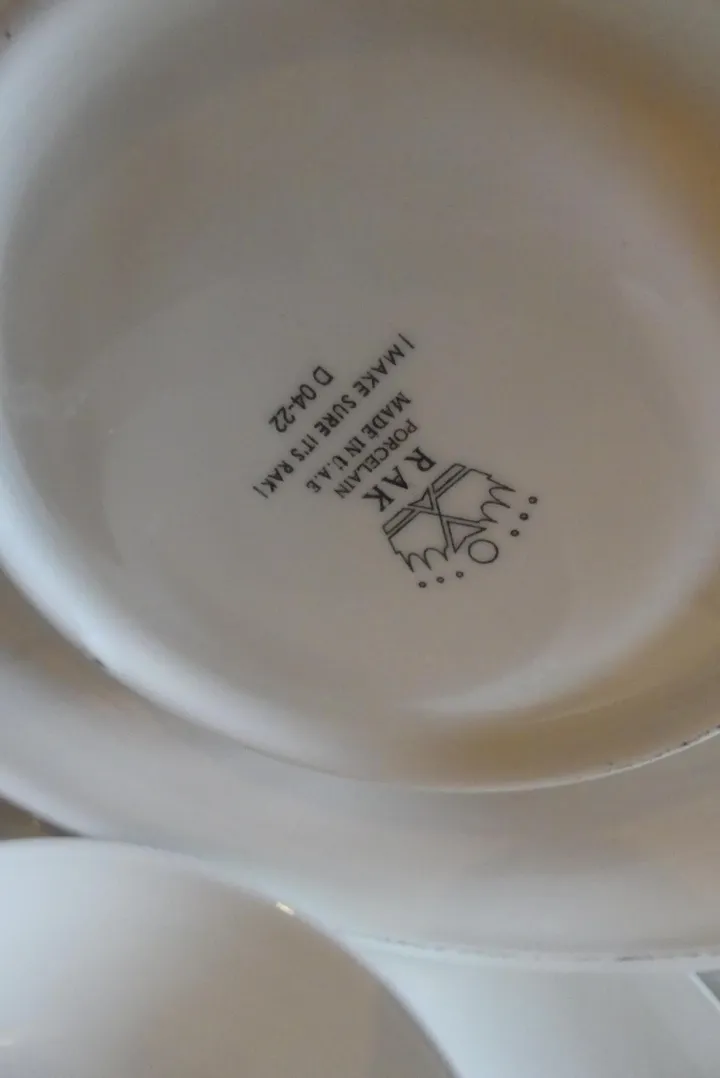 RAK
PORCELAIN
MADE IN U.A.E
| MAKE SURE IT'S RAK |
D 04-22